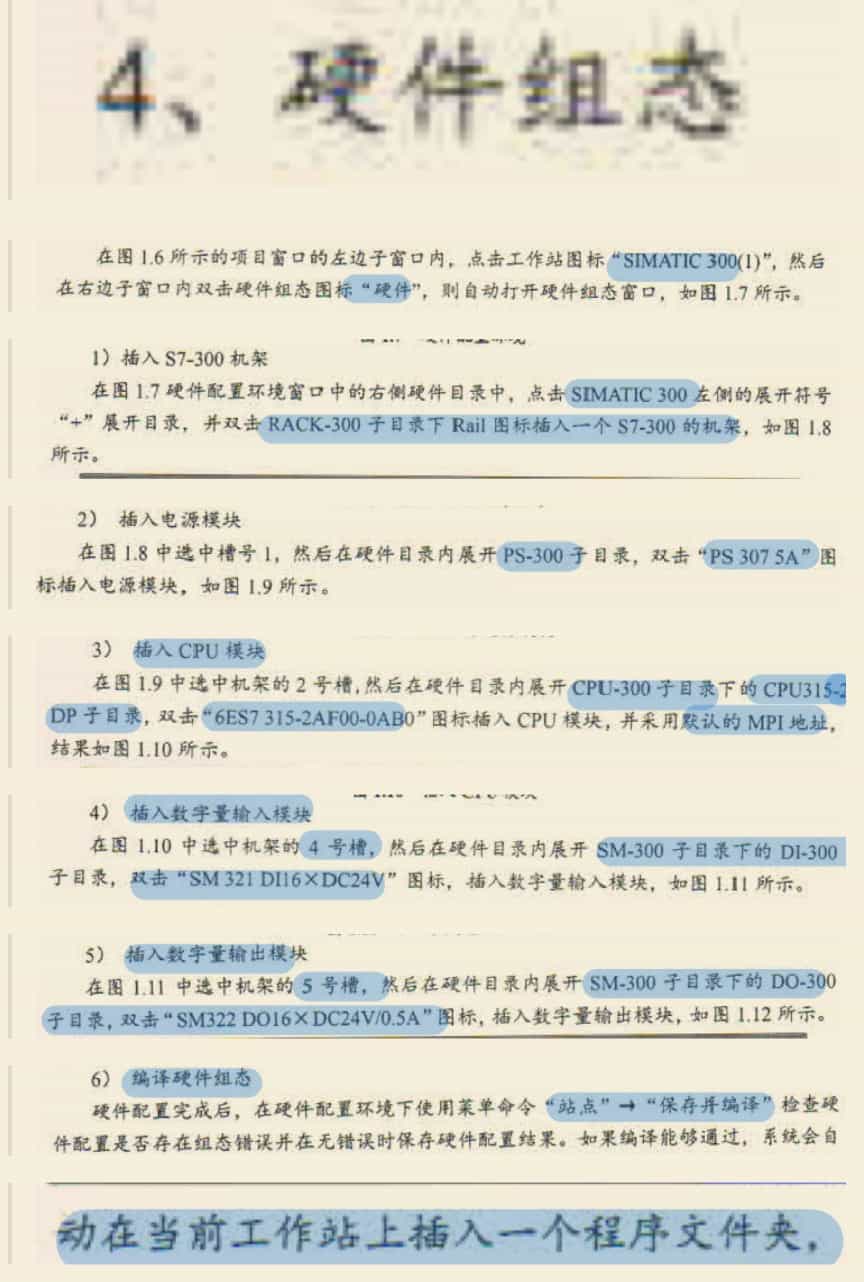 4、硬件组态
在图 1.6 所示的项目窗口的左边子窗口内，点击工作站图标“SIMATIC 300(1)”，然后
在右边子窗口内双击硬件组态图标“硬件”，则自动打开硬件组态窗口，如图 1.7 所示。
1）插入 S7-300 机架
在图 1.7 硬件配置环境窗口中的右侧硬件目录中，点击 SIMATIC 300 左侧的展开符号
“+”展开目录，并双击 RACK-300 子目录下 Rail 图标插入一个 S7-300 的机架，如图 1.8
所示。
2） 插入电源模块
在图 1.8 中选中槽号 1，然后在硬件目录内展开 PS-300 子目录，双击“PS 307 5A”图
标插入电源模块，如图 1.9 所示。
3） 插入 CPU 模块
在图 1.9 中选中机架的 2 号槽，然后在硬件目录内展开 CPU-300 子目录下的 CPU315-2
DP 子目录，双击“6ES7 315-2AF00-0AB0”图标插入 CPU 模块，并采用默认的 MPI 地址，
结果如图 1.10 所示。
4） 插入数字量输入模块
在图 1.10 中选中机架的 4 号槽，然后在硬件目录内展开 SM-300 子目录下的 DI-300
子目录，双击“SM 321 DI16×DC24V”图标，插入数字量输入模块，如图 1.11 所示。
5） 插入数字量输出模块
在图 1.11 中选中机架的 5 号槽，然后在硬件目录内展开 SM-300 子目录下的 DO-300
子目录，双击“SM322 DO16×DC24V/0.5A”图标，插入数字量输出模块，如图 1.12 所示。
6） 编译硬件组态
硬件配置完成后，在硬件配置环境下使用菜单命令“站点”→“保存并编译”检查硬
件配置是否存在组态错误并在无错误时保存硬件配置结果。如果编译能够通过，系统会自
动在当前工作站上插入一个程序文件夹，